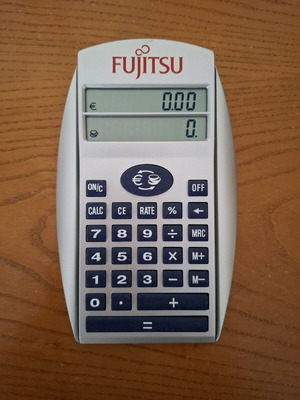 FUJITSU
€ 0.00
0.
ON/C OFF
CALC CE RATE % ←
7 8 9 ÷ MRC
4 5 6 × M+
1 2 3 − M−
0 · +
=